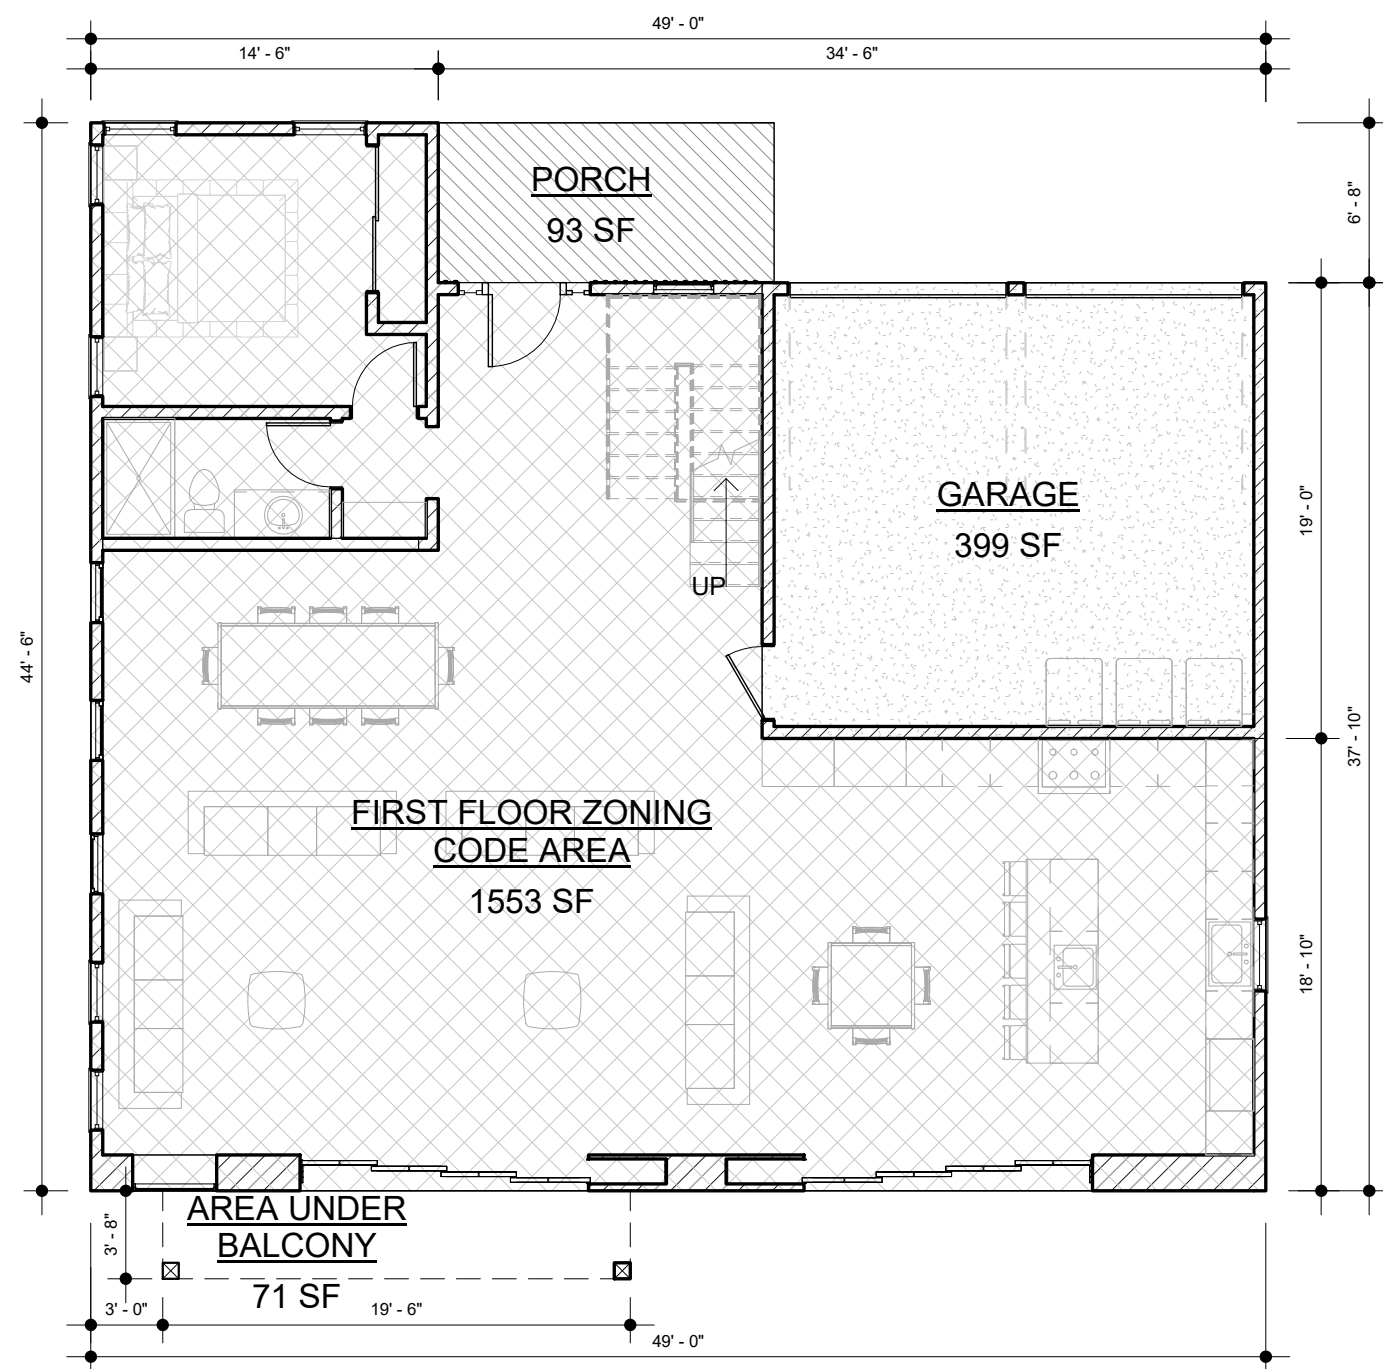 49' - 0"
14' - 6"
34' - 6"
PORCH
93 SF
6' - 8"
GARAGE
399 SF
19' - 0"
UP
44' - 6"
37' - 10"
FIRST FLOOR ZONING
CODE AREA
1553 SF
18' - 10"
AREA UNDER
BALCONY
71 SF
3' - 8"
3' - 0"
19' - 6"
49' - 0"